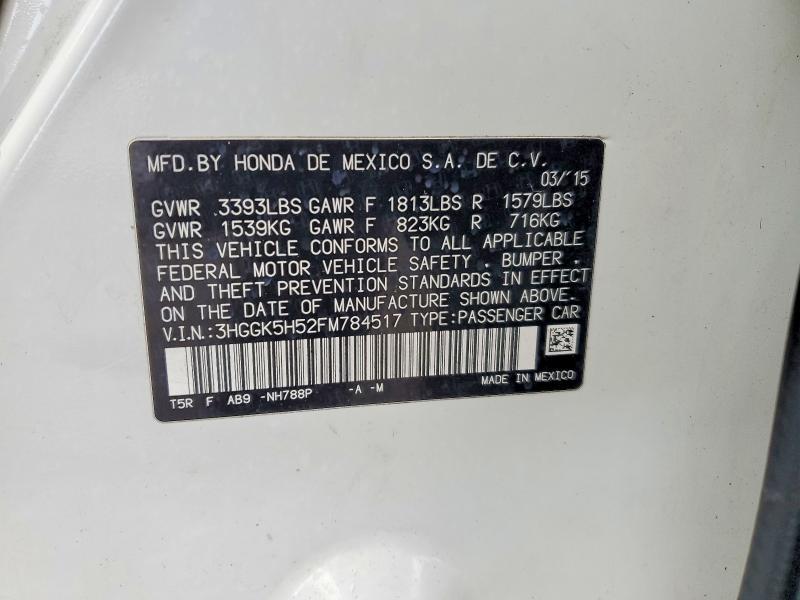 MFD.BY HONDA DE MEXICO S.A. DE C.V.
03/'15
GVWR 3393LBS GAWR F 1813LBS R 1579LBS
GVWR 1539KG GAWR F 823KG R 716KG
THIS VEHICLE CONFORMS TO ALL APPLICABLE
FEDERAL MOTOR VEHICLE SAFETY . BUMPER .
AND THEFT PREVENTION STANDARDS IN EFFECT
ON THE DATE OF MANUFACTURE SHOWN ABOVE.
V.I.N.:3HGGK5H52FM784517 TYPE:PASSENGER CAR
T5R F AB9 -NH788P -A -M MADE IN MEXICO